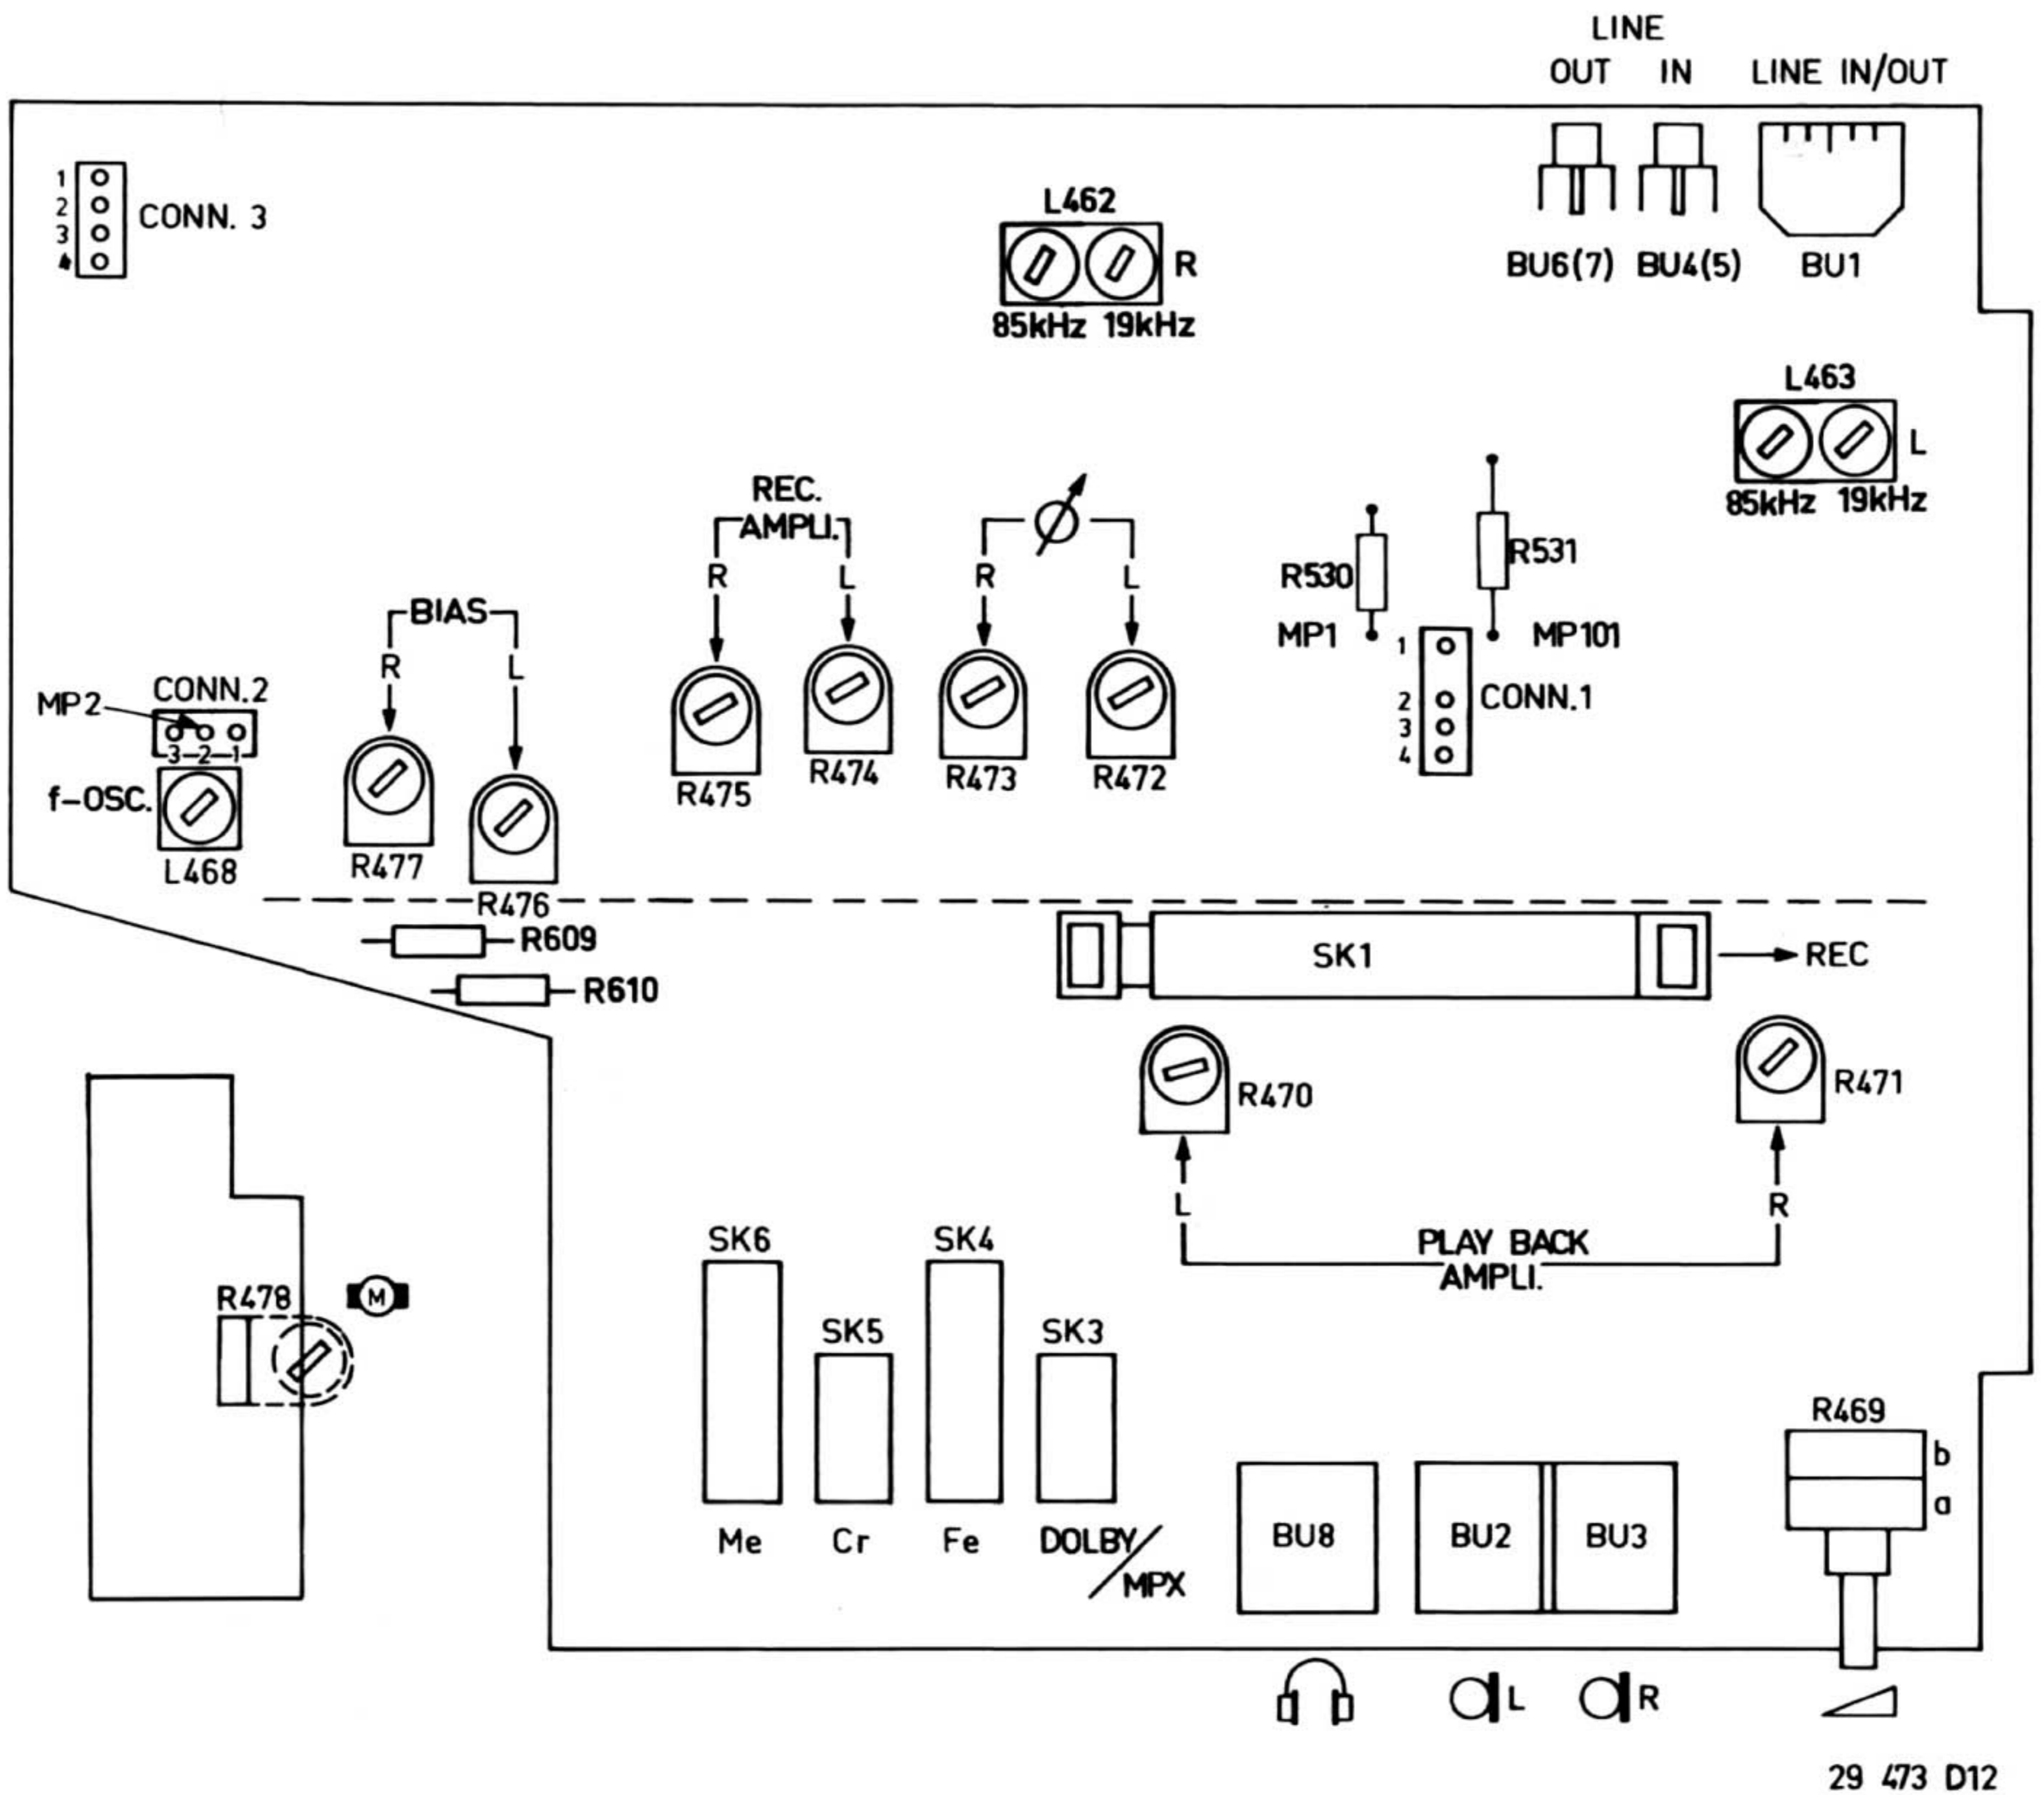 LINE
OUT IN LINE IN/OUT
1
2
3
4
CONN. 3
L462
R
85kHz 19kHz
BU6(7) BU4(5) BU1
L463
L
85kHz 19kHz
REC.
AMPLI.
R L
R L
R530
R531
MP1
MP101
BIAS
R L
1
2
3
4
CONN.1
MP2
CONN.2
3-2-1
f-OSC.
L468
R477
R476
R475
R474
R473
R472
R609
R610
SK1
REC
R470
R471
L R
PLAY BACK
AMPLI.
R478
M
SK6
SK5
SK4
SK3
Me Cr Fe DOLBY/
MPX
BU8
BU2
BU3
R469
b
a
L
R
29 473 D12